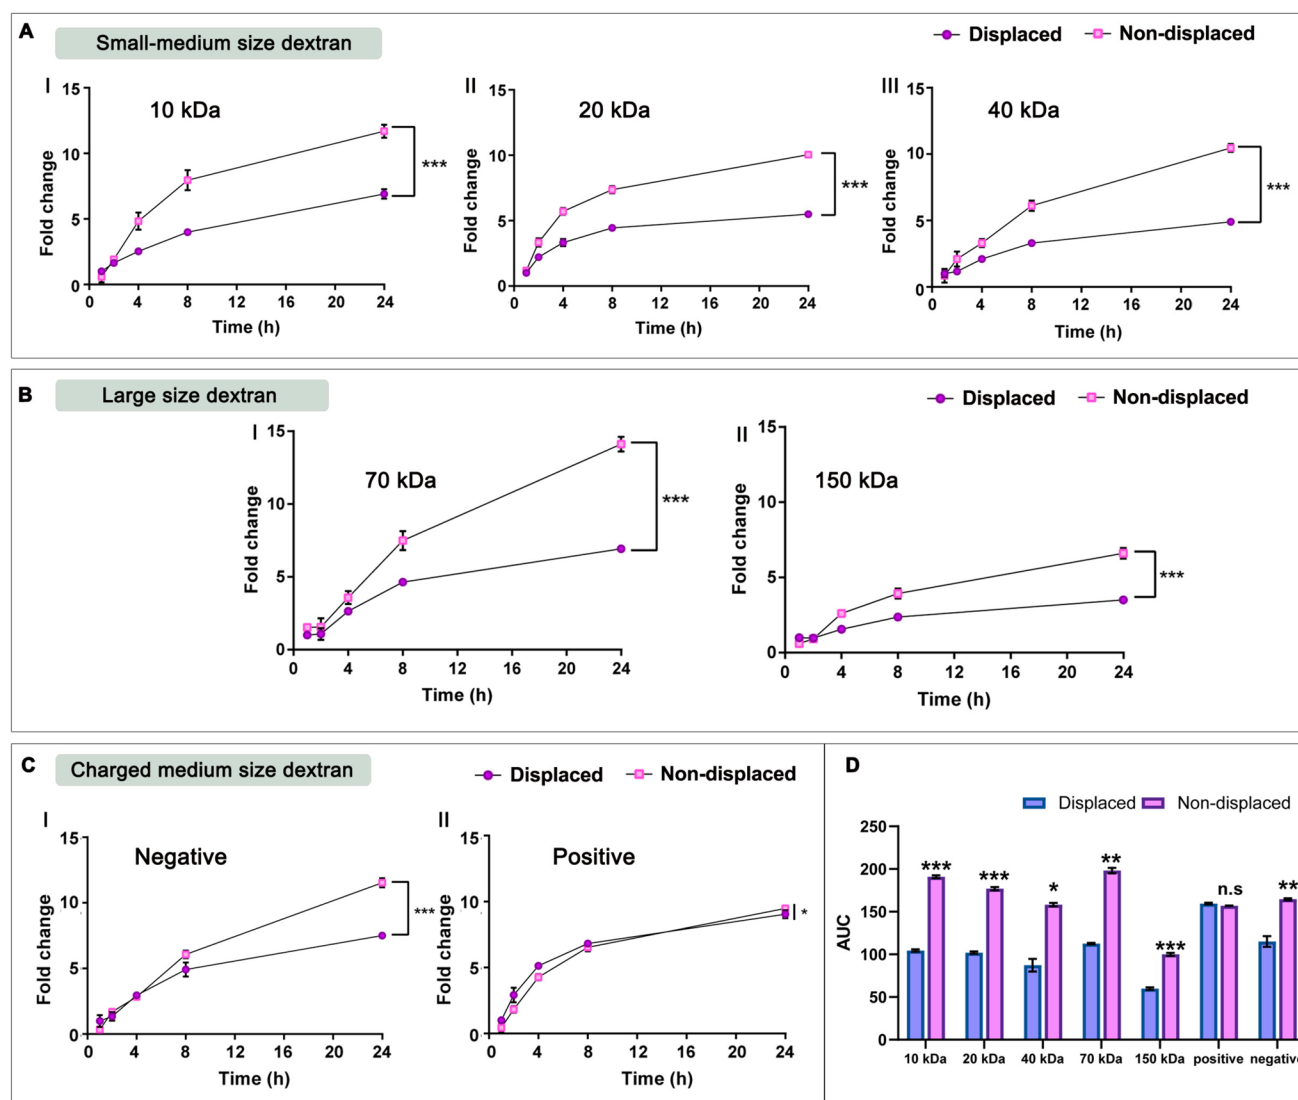 A Small-medium size dextran Displaced Non-displaced
I II III
10 kDa 20 kDa 40 kDa
15 15 15
10 10 10
5 5 5
0 0 0
*** *** ***
Fold change Fold change Fold change
0 4 8 12 16 20 24 0 4 8 12 16 20 24 0 4 8 12 16 20 24
Time (h) Time (h) Time (h)
B Large size dextran Displaced Non-displaced
I II
70 kDa 150 kDa
15 15
10 10
5 5
0 0
*** ***
Fold change Fold change
0 4 8 12 16 20 24 0 4 8 12 16 20 24
Time (h) Time (h)
C Charged medium size dextran Displaced Non-displaced
I II
Negative Positive
15 15
10 10
5 5
0 0
*** *
Fold change Fold change
0 4 8 12 16 20 24 0 4 8 12 16 20 24
Time (h) Time (h)
D
Displaced Non-displaced
250
200
150
100
50
0
AUC
*** *** * ** *** n.s **
10 kDa 20 kDa 40 kDa 70 kDa 150 kDa positive negative